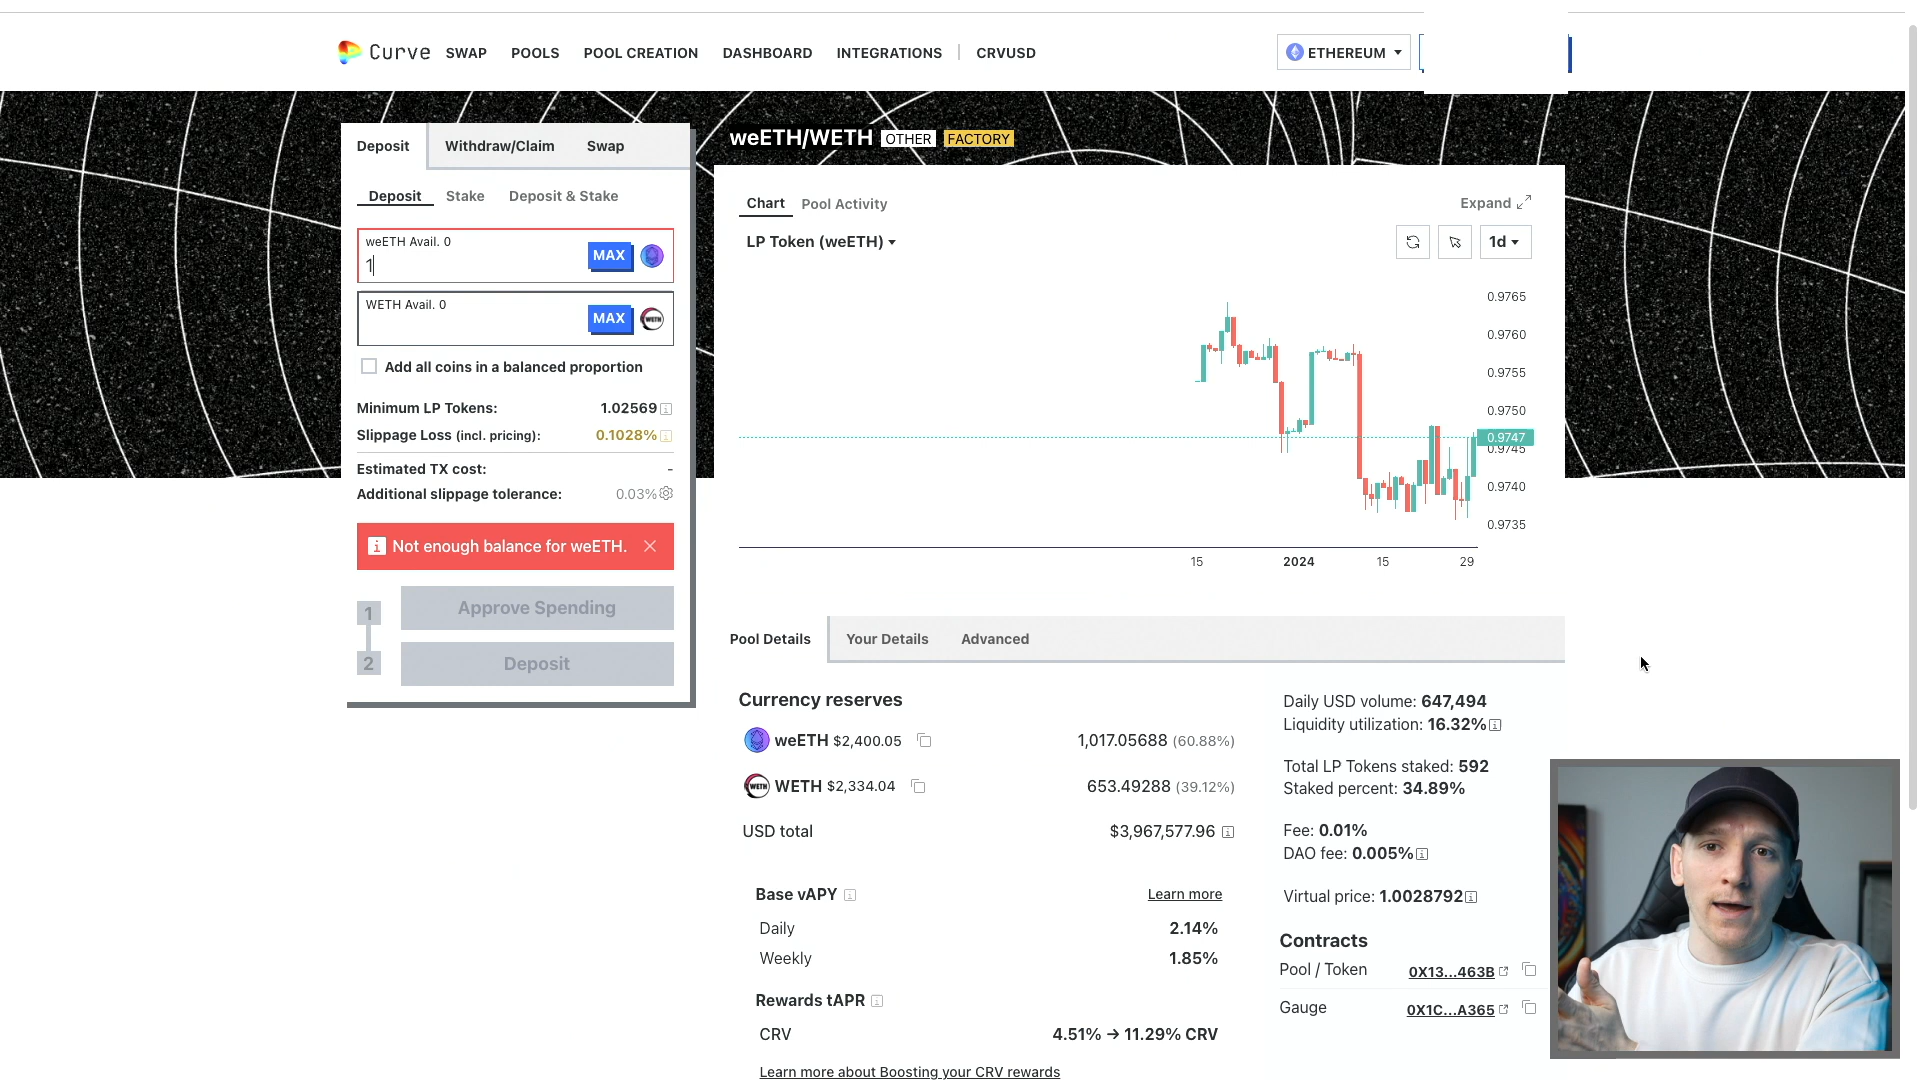 Curve SWAP POOLS POOL CREATION DASHBOARD INTEGRATIONS CRVUSD ETHEREUM
Deposit Withdraw/Claim Swap
Deposit Stake Deposit & Stake
weETH Avail. 0
1
MAX
WETH Avail. 0
MAX
WETH
Add all coins in a balanced proportion
Minimum LP Tokens: 1.02569
Slippage Loss (incl. pricing): 0.1028%
Estimated TX cost: -
Additional slippage tolerance: 0.03%
Not enough balance for weETH.
1 Approve Spending
2 Deposit
weETH/WETH OTHER FACTORY
Chart Pool Activity Expand
LP Token (weETH) 1d
0.9765
0.9760
0.9755
0.9750
0.9747
0.9745
0.9740
0.9735
15 2024 15 29
Pool Details Your Details Advanced
Currency reserves
weETH $2,400.05 1,017.05688 (60.88%)
WETH WETH $2,334.04 653.49288 (39.12%)
USD total $3,967,577.96
Base vAPY Learn more
Daily 2.14%
Weekly 1.85%
Rewards tAPR
CRV 4.51% → 11.29% CRV
Learn more about Boosting your CRV rewards
Daily USD volume: 647,494
Liquidity utilization: 16.32%
Total LP Tokens staked: 592
Staked percent: 34.89%
Fee: 0.01%
DAO fee: 0.005%
Virtual price: 1.0028792
Contracts
Pool / Token 0X13...463B
Gauge 0X1C...A365